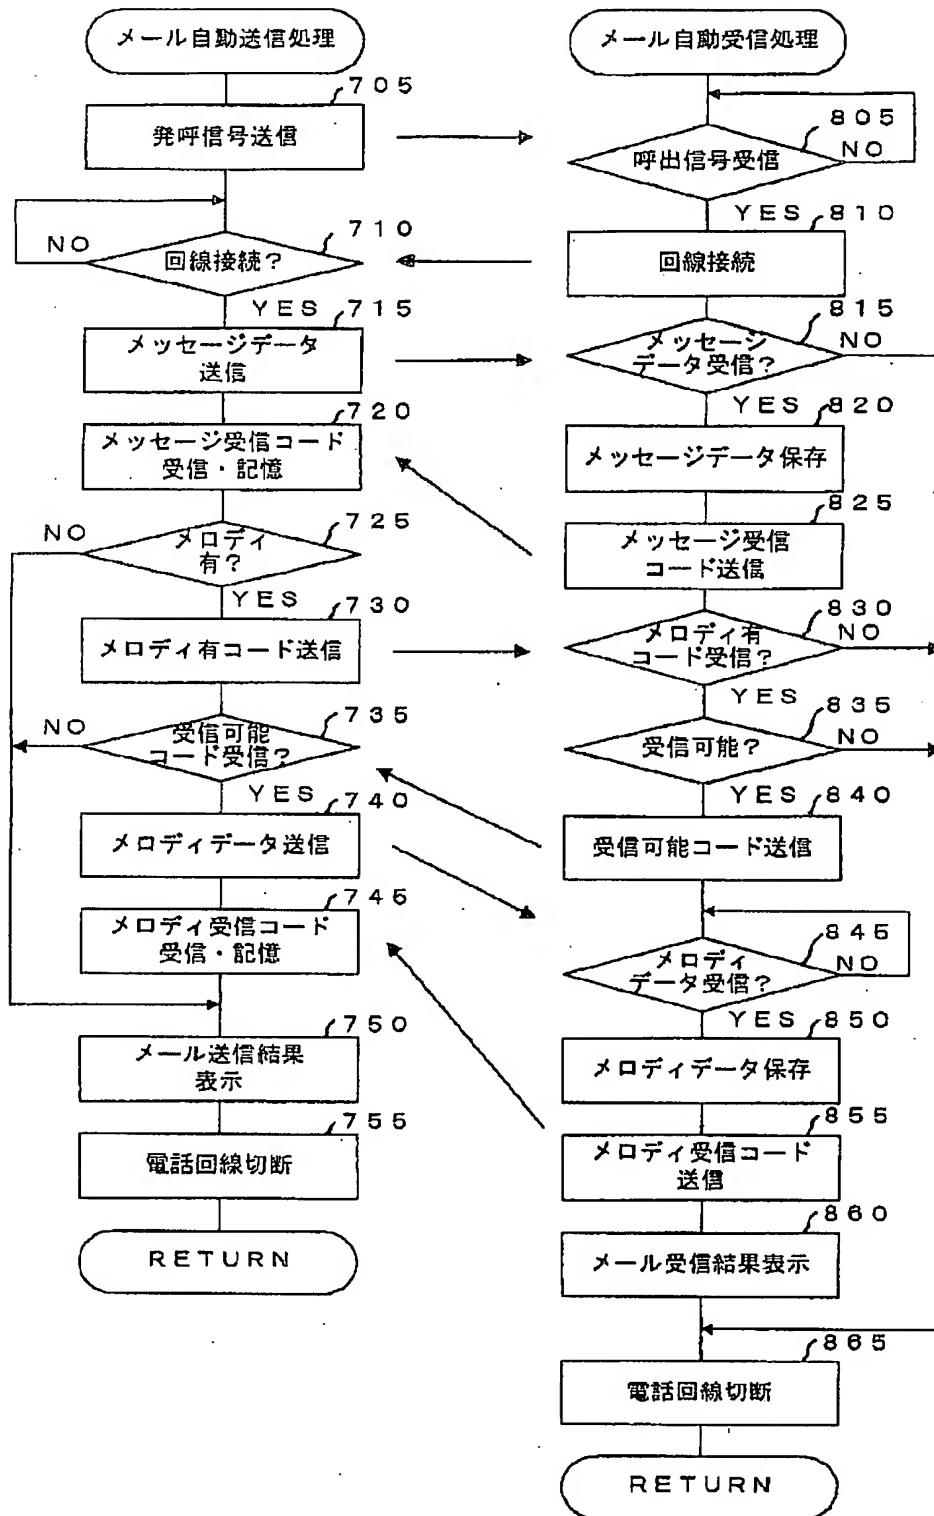 メール自動送信処理
705
発呼信号送信
NO
710
回線接続?
YES
715
メッセージデータ
送信
720
メッセージ受信コード
受信・記憶
NO
725
メロディ
有?
YES
730
メロディ有コード送信
NO
735
受信可能
コード受信?
YES
740
メロディデータ送信
745
メロディ受信コード
受信・記憶
750
メール送信結果
表示
755
電話回線切断
RETURN
メール自動受信処理
805
呼出信号受信
NO
YES
810
回線接続
815
メッセージ
データ受信?
NO
YES
820
メッセージデータ保存
825
メッセージ受信
コード送信
830
メロディ有
コード受信?
NO
YES
835
受信可能?
NO
YES
840
受信可能コード送信
845
メロディ
データ受信?
NO
YES
850
メロディデータ保存
855
メロディ受信コード
送信
860
メール受信結果表示
865
電話回線切断
RETURN